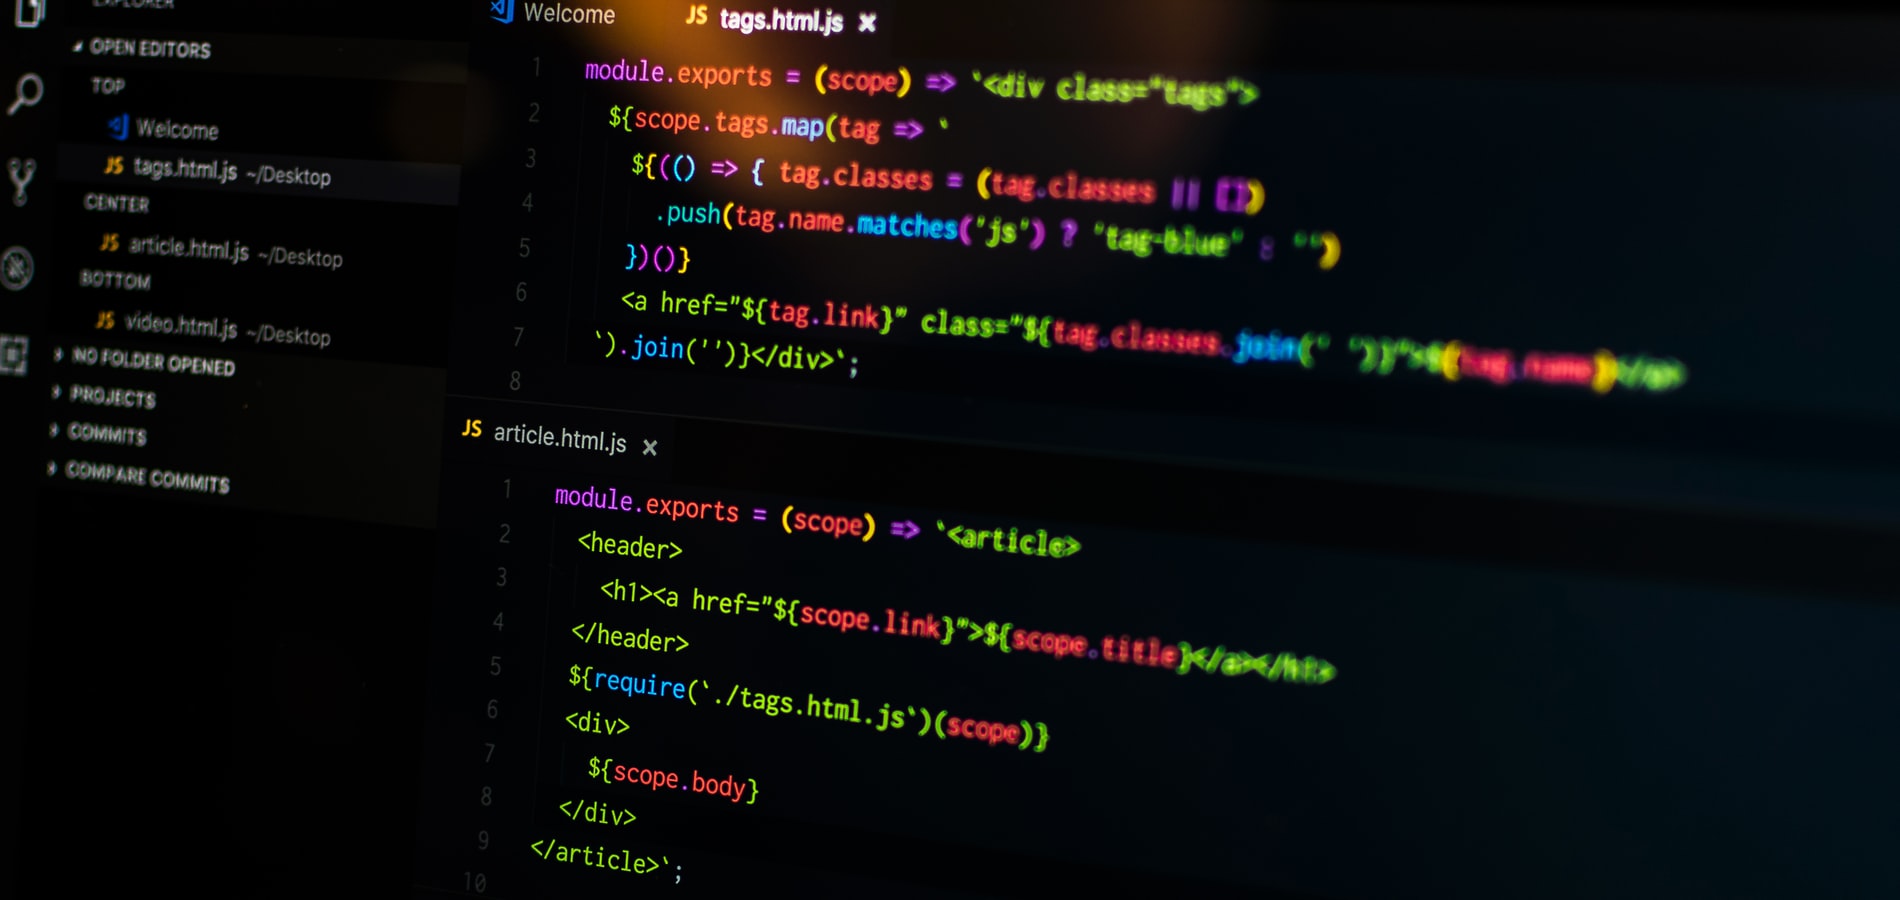 EXPLORER
OPEN EDITORS
TOP
Welcome
tags.html.js ~/Desktop
CENTER
JS article.html.js ~/Desktop
BOTTOM
JS video.html.js ~/Desktop
NO FOLDER OPENED
PROJECTS
COMMITS
COMPARE COMMITS
Welcome JS tags.html.js ×
1 module.exports = (scope) => `<div class="tags">
2 ${scope.tags.map(tag => `
3 ${(() => { tag.classes = (tag.classes || [])
4 .push(tag.name.matches('js') ? 'tag-blue' : '')
5 })()}
6 <a href="${tag.link}" class="${tag.classes.join(' ')}">${tag.name}</a>
7 `).join('')}</div>`;
8
JS article.html.js ×
1 module.exports = (scope) => `<article>
2 <header>
3 <h1><a href="${scope.link}">${scope.title}</a></h1>
4 </header>
5 ${require(`./tags.html.js`)(scope)}
6 <div>
7 ${scope.body}
8 </div>
9 </article>`;
10